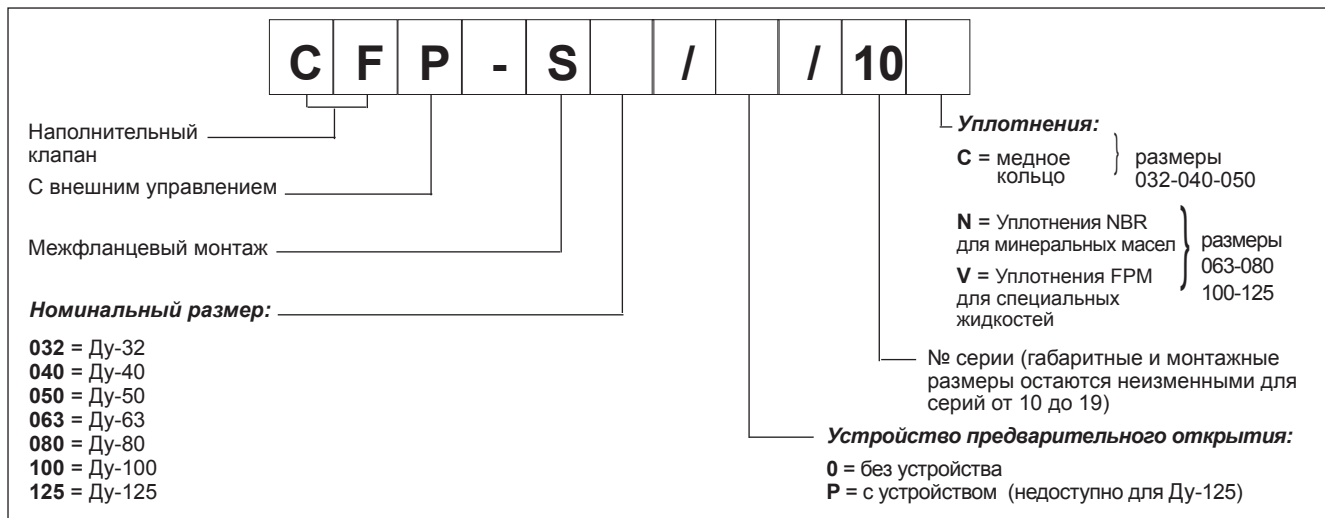 C F P - S / / 10
Наполнительный
клапан
С внешним управлением
Межфланцевый монтаж
Номинальный размер:
032 = Ду-32
040 = Ду-40
050 = Ду-50
063 = Ду-63
080 = Ду-80
100 = Ду-100
125 = Ду-125
Уплотнения:
C = медное
кольцо
размеры
032-040-050
N = Уплотнения NBR
для минеральных масел
V = Уплотнения FPM
для специальных
жидкостей
размеры
063-080
100-125
№ серии (габаритные и монтажные
размеры остаются неизменными для
серий от 10 до 19)
Устройство предварительного открытия:
0 = без устройства
P = с устройством (недоступно для Ду-125)